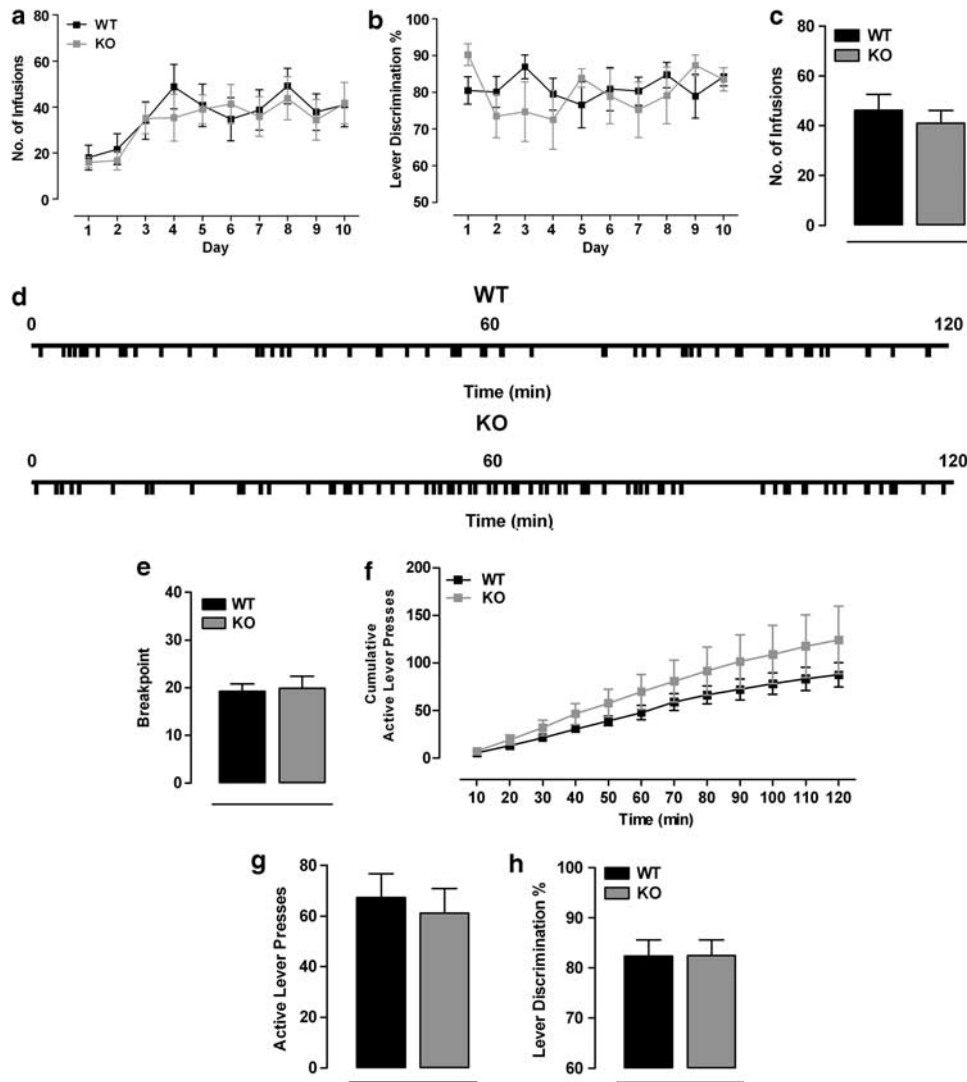 a
80
60
40
20
0
No. of Infusions
WT
KO
1 2 3 4 5 6 7 8 9 10
Day
b
100
90
80
70
60
50
Lever Discrimination %
1 2 3 4 5 6 7 8 9 10
Day
c
80
60
40
20
0
No. of Infusions
WT
KO
d
WT
0 60 120
Time (min)
KO
0 60 120
Time (min)
e
40
30
20
10
0
Breakpoint
WT
KO
f
200
150
100
50
0
Cumulative
Active Lever Presses
WT
KO
10 20 30 40 50 60 70 80 90 100 110 120
Time (min)
g
80
60
40
20
0
Active Lever Presses
h
100
90
80
70
60
Lever Discrimination %
WT
KO